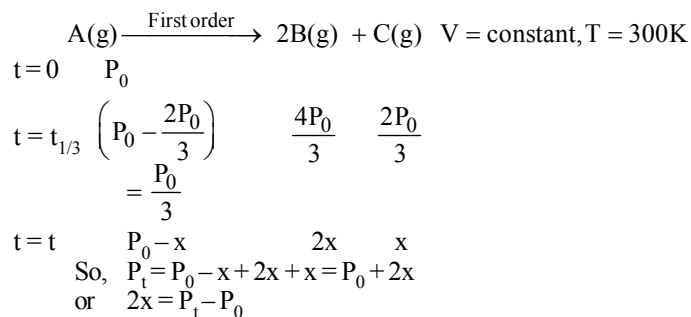 A(g) First order → 2B(g) + C(g) V = constant, T = 300K
t = 0 P₀
t = t₁/₃ (P₀ − 2P₀/3) 4P₀/3 2P₀/3
= P₀/3
t = t P₀ − x 2x x
So, Pₜ = P₀ − x + 2x + x = P₀ + 2x
or 2x = Pₜ − P₀